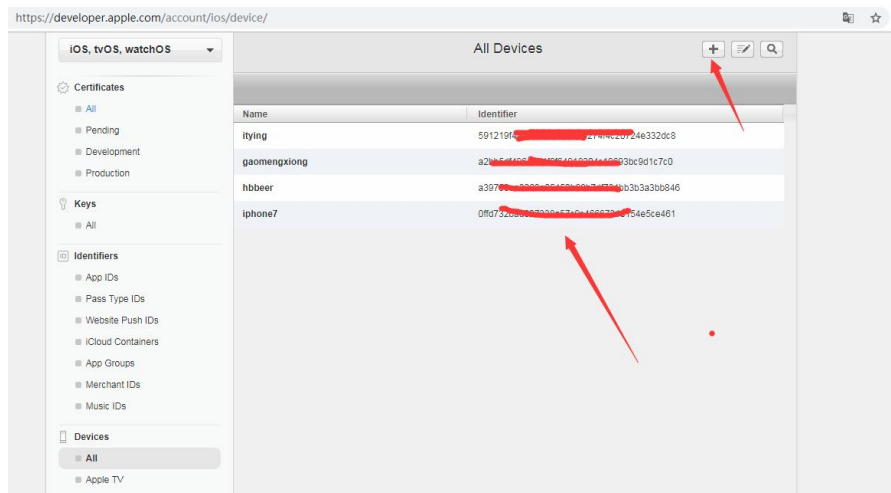 https://developer.apple.com/account/ios/device/
iOS, tvOS, watchOS
All Devices
Certificates
All
Pending
Development
Production
Keys
All
Identifiers
App IDs
Pass Type IDs
Website Push IDs
iCloud Containers
App Groups
Merchant IDs
Music IDs
Devices
All
Apple TV
Name Identifier
itying
gaomengxiong
hbbeer
iphone7